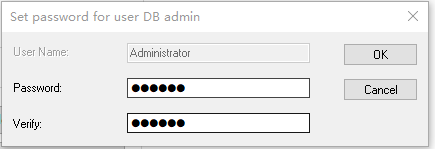 Set password for user DB admin
User Name: Administrator OK
Password: ●●●●●● Cancel
Verify: ●●●●●●